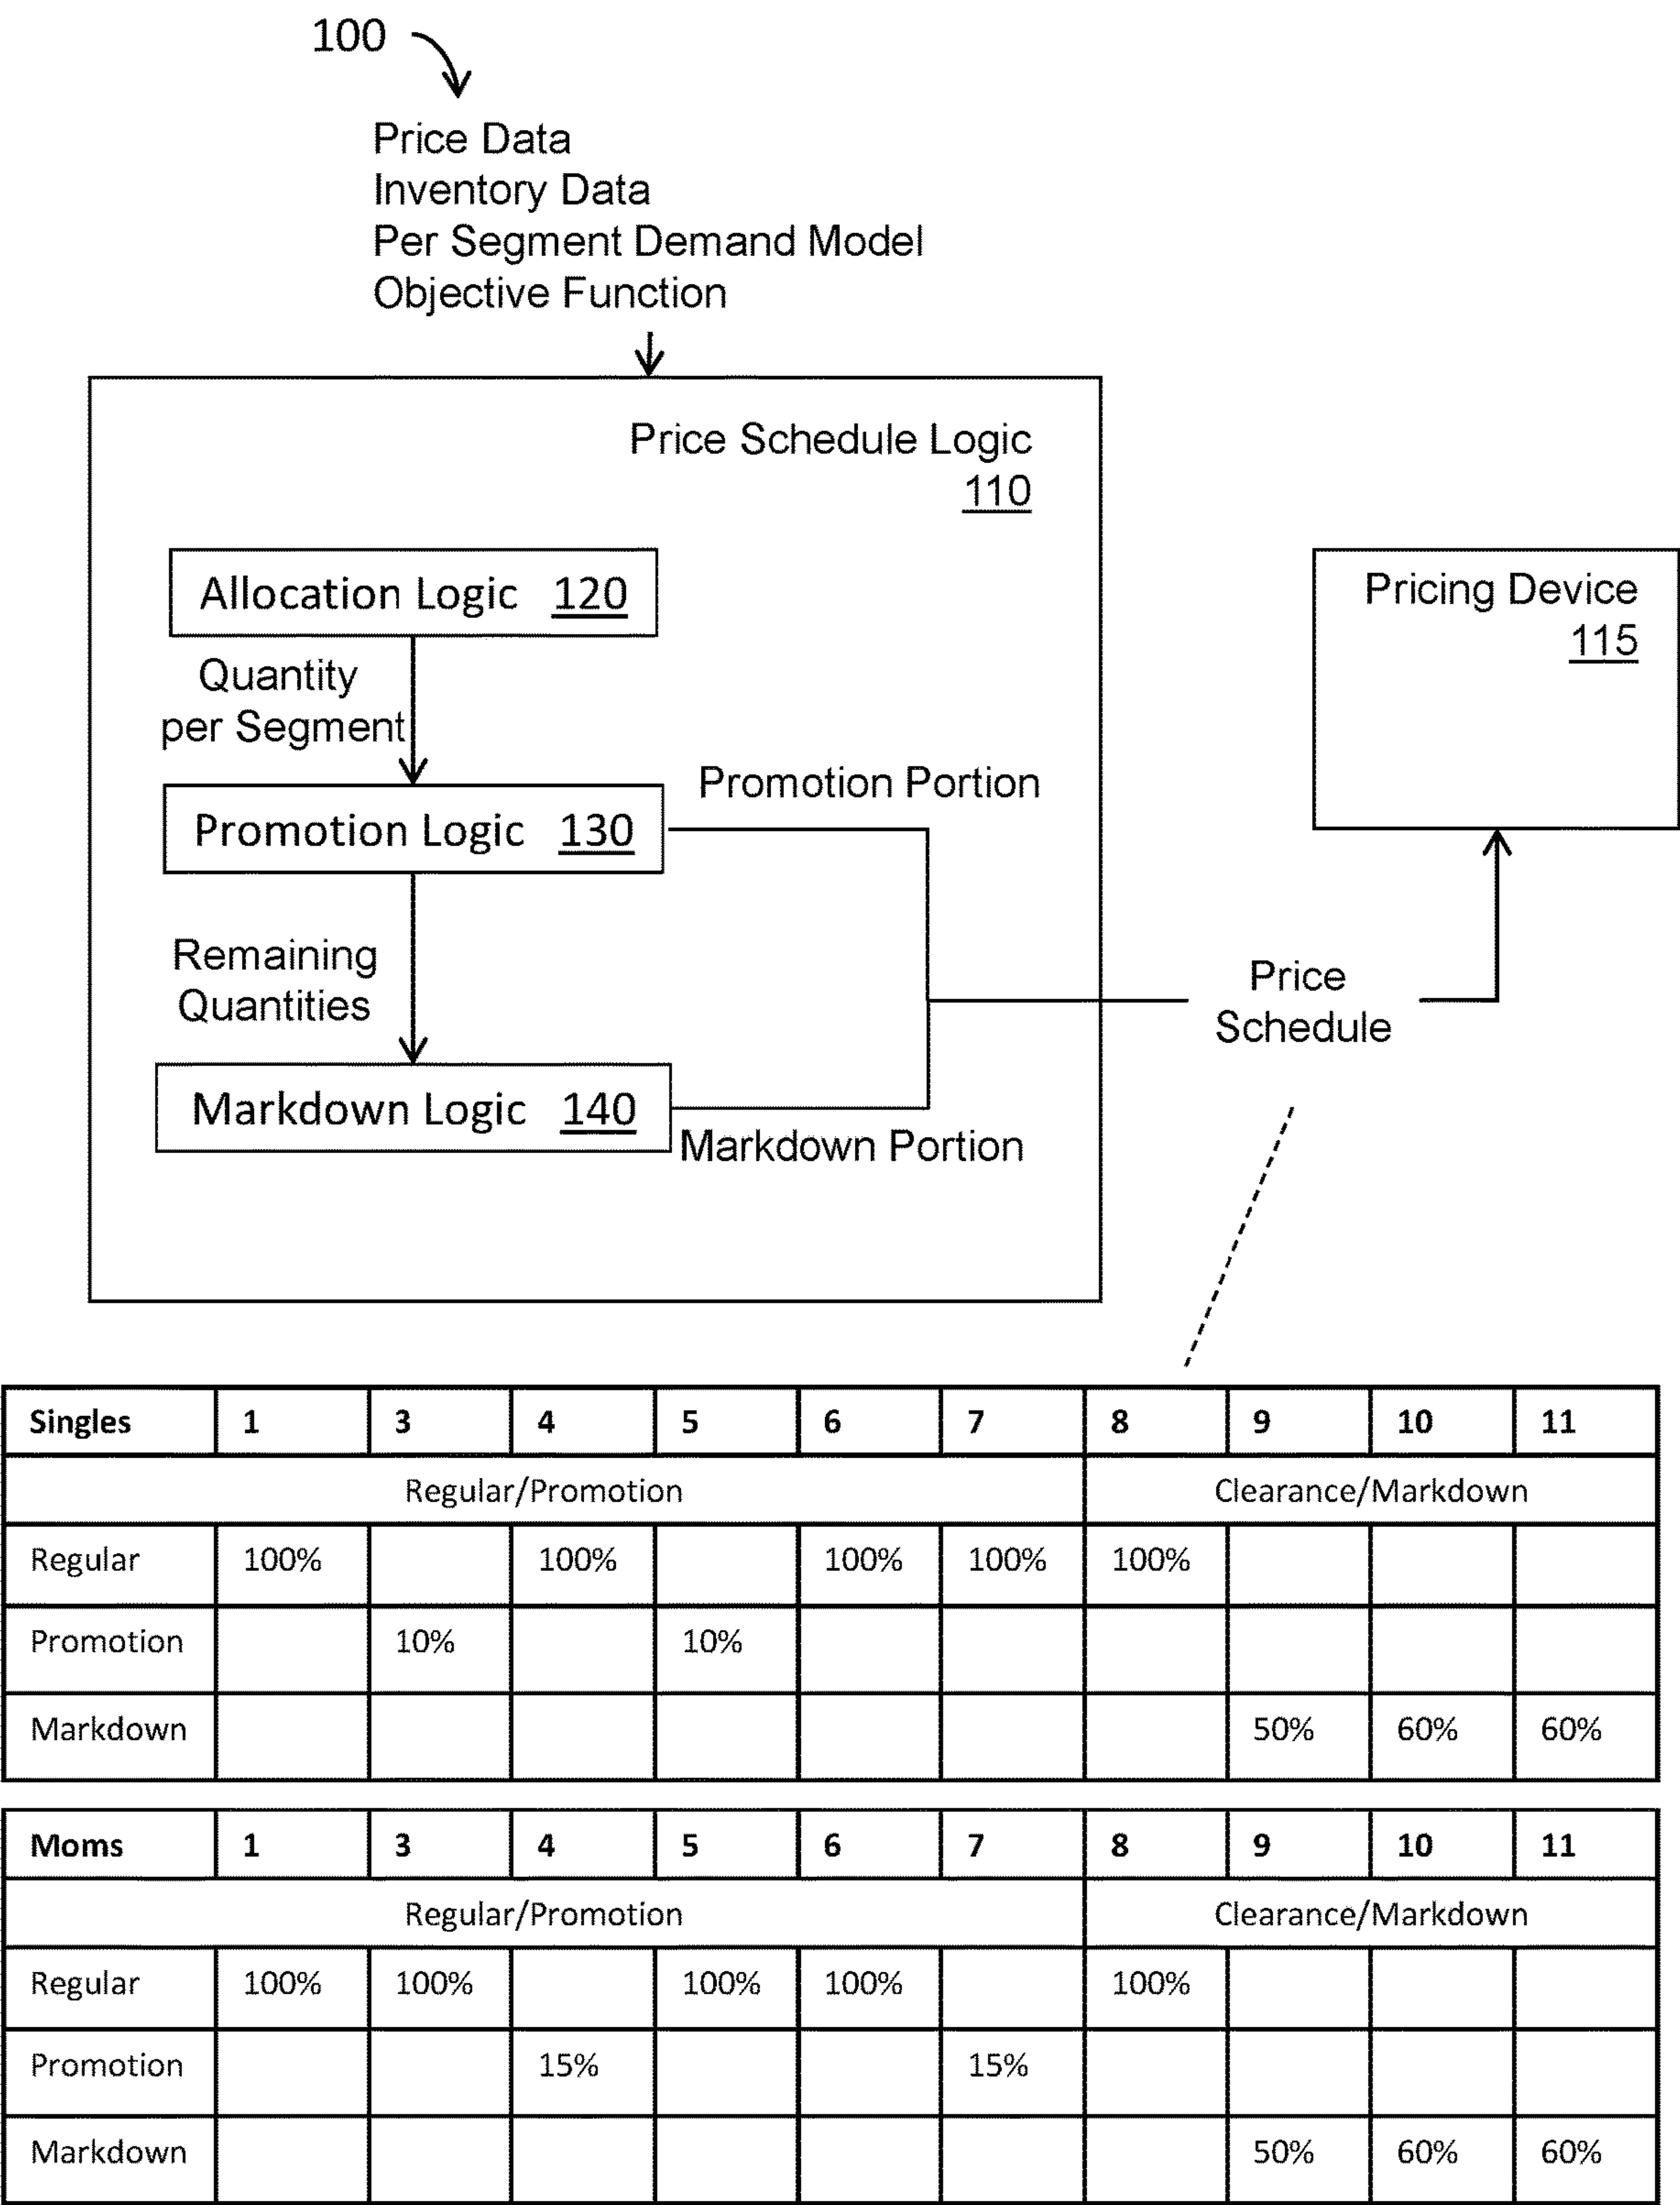 100
Price Data
Inventory Data
Per Segment Demand Model
Objective Function
Price Schedule Logic
110
Allocation Logic 120
Pricing Device
115
Quantity
per Segment
Promotion Portion
Promotion Logic 130
Remaining
Quantities
Price
Schedule
Markdown Logic 140
Markdown Portion
Singles 1 3 4 5 6 7 8 9 10 11
Regular/Promotion Clearance/Markdown
Regular 100% 100% 100% 100% 100%
Promotion 10% 10%
Markdown 50% 60% 60%
Moms 1 3 4 5 6 7 8 9 10 11
Regular/Promotion Clearance/Markdown
Regular 100% 100% 100% 100% 100%
Promotion 15% 15%
Markdown 50% 60% 60%